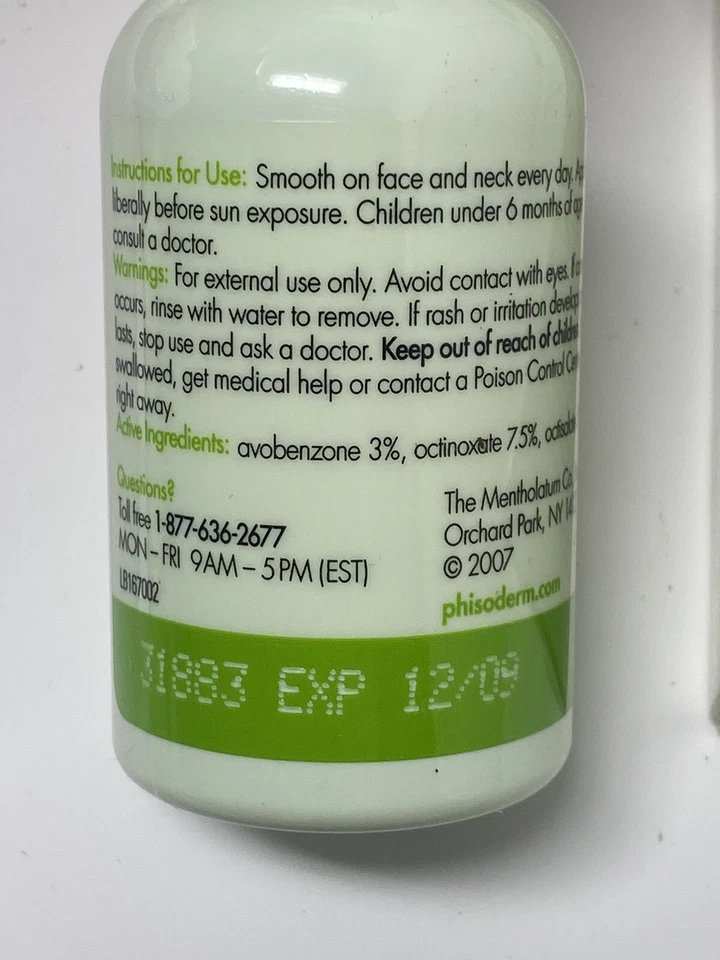 Instructions for Use: Smooth on face and neck every day.
liberally before sun exposure. Children under 6 months of age
consult a doctor.
Warnings: For external use only. Avoid contact with eyes. If
occurs, rinse with water to remove. If rash or irritation develops
lasts, stop use and ask a doctor. Keep out of reach of children
swallowed, get medical help or contact a Poison Control
right away.
Active Ingredients: avobenzone 3%, octinoxate 7.5%,
Questions?
Toll free 1-877-636-2677
MON – FRI 9AM – 5PM (EST)
LB167002
The Mentholatum Co.
Orchard Park, NY
© 2007
phisoderm.com
31883 EXP 12/09